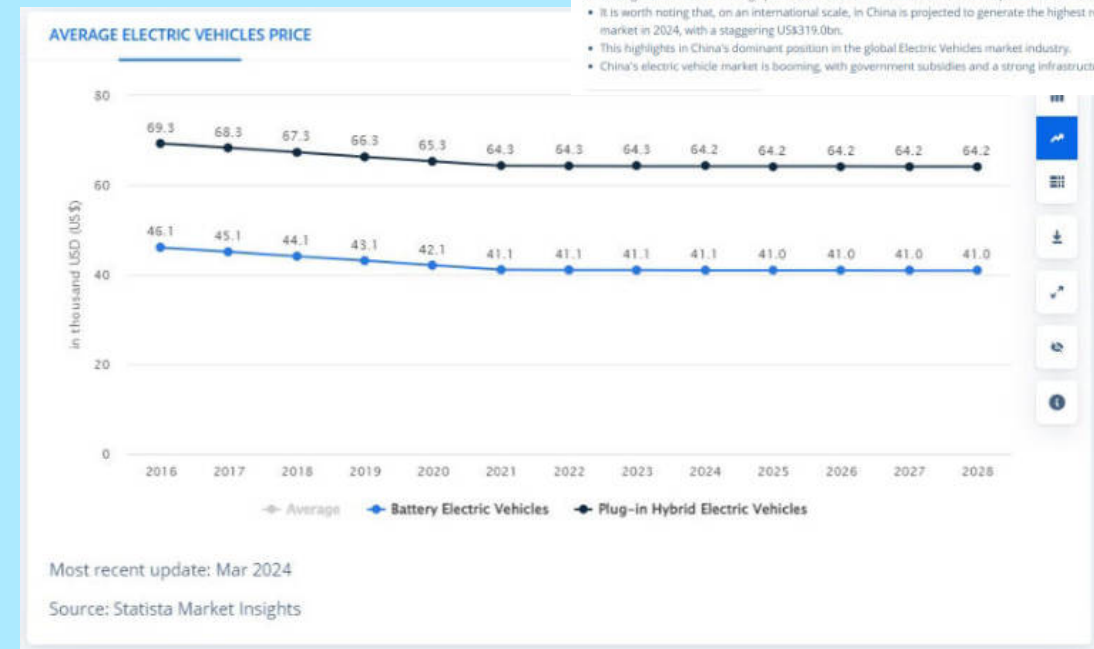 • It is worth noting that, on an international scale, in China is projected to generate the highest
market in 2024, with a staggering US$319.0bn.
• This highlights in China's dominant position in the global Electric Vehicles market industry.
• China's electric vehicle market is booming, with government subsidies and a strong
AVERAGE ELECTRIC VEHICLES PRICE
in thousand USD (US$)
80
69.3 68.3 67.3 66.3 65.3 64.3 64.3 64.3 64.2 64.2 64.2 64.2 64.2
60
46.1 45.1 44.1 43.1 42.1 41.1 41.1 41.1 41.1 41.0 41.0 41.0 41.0
40
20
0
2016 2017 2018 2019 2020 2021 2022 2023 2024 2025 2026 2027 2028
Average Battery Electric Vehicles Plug-in Hybrid Electric Vehicles
Most recent update: Mar 2024
Source: Statista Market Insights